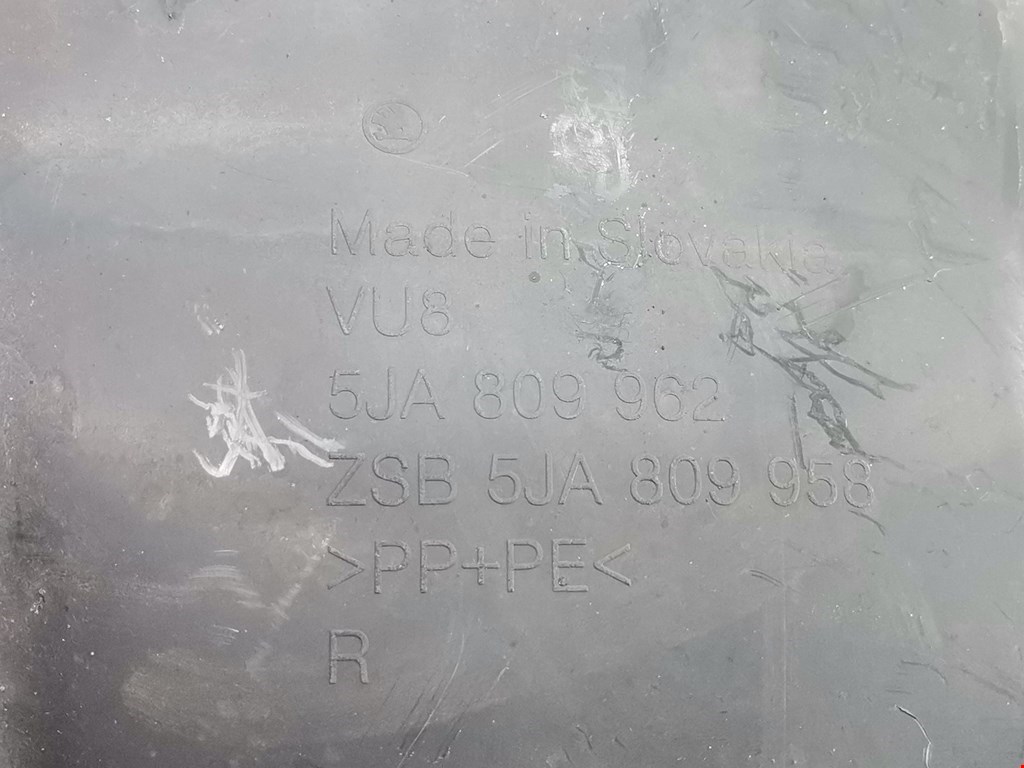 Made in Slovakia
VU8
5JA 809 962
ZSB 5JA 809 958
>PP+PE<
R